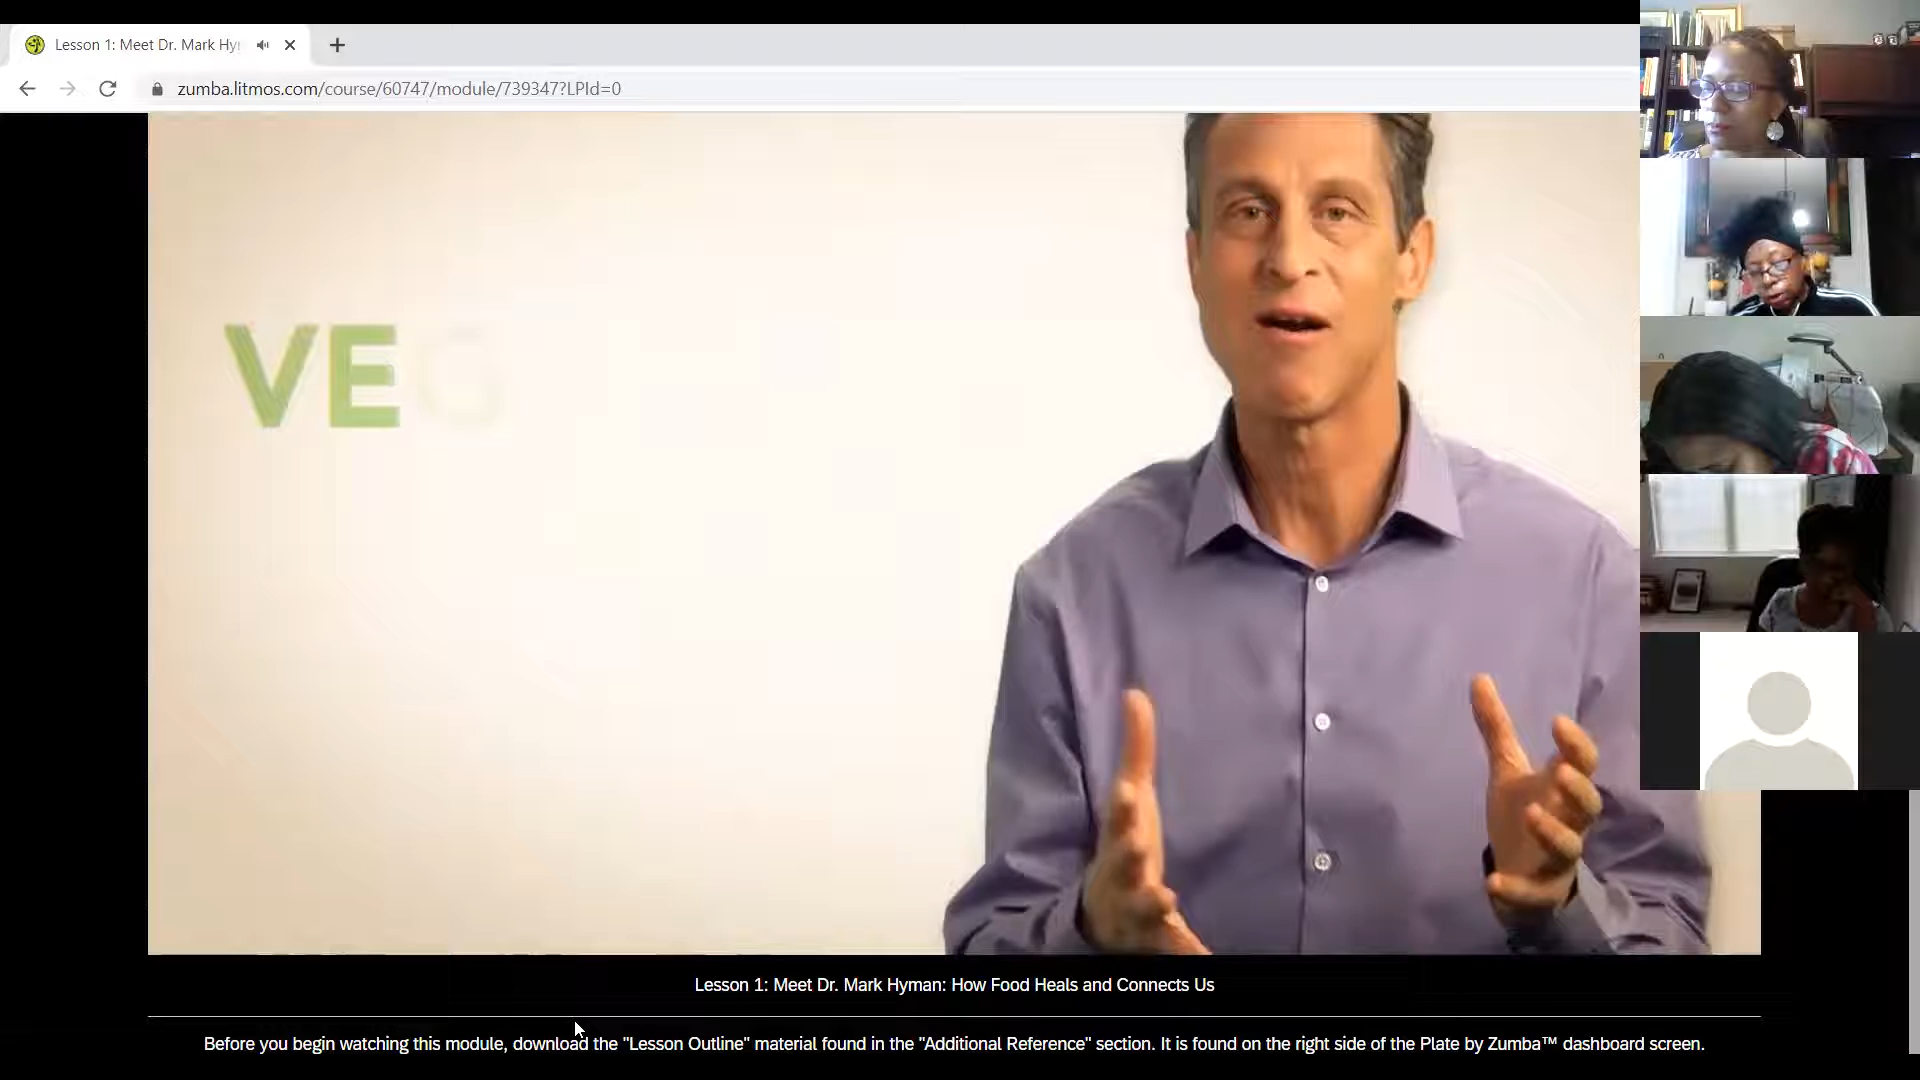 Lesson 1: Meet Dr. Mark Hy
zumba.litmos.com/course/60747/module/739347?LPId=0
VEG
Lesson 1: Meet Dr. Mark Hyman: How Food Heals and Connects Us
Before you begin watching this module, download the "Lesson Outline" material found in the "Additional Reference" section. It is found on the right side of the Plate by Zumba™ dashboard screen.